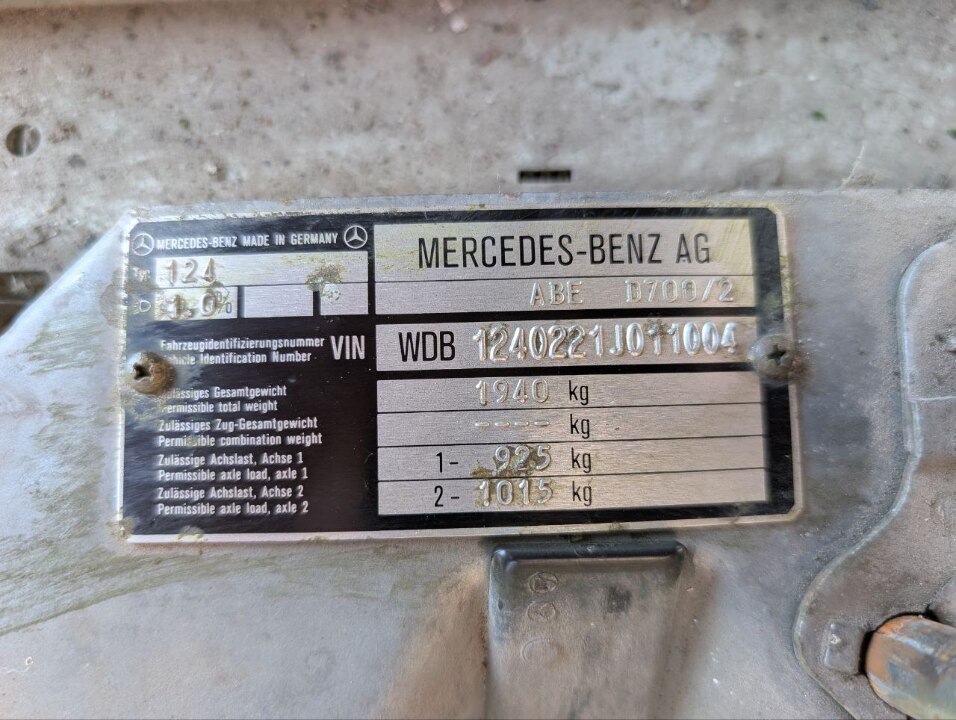 MERCEDES-BENZ MADE IN GERMANY
MERCEDES-BENZ AG
Typ 124
ABE D700/2
D 1.0%
Fahrzeugidentifizierungsnummer
Vehicle Identification Number
VIN
WDB 1240221J011004
Zulässiges Gesamtgewicht
Permissible total weight
1940 kg
Zulässiges Zug-Gesamtgewicht
Permissible combination weight
---- kg
Zulässige Achslast, Achse 1
Permissible axle load, axle 1
1- 925 kg
Zulässige Achslast, Achse 2
Permissible axle load, axle 2
2- 1015 kg